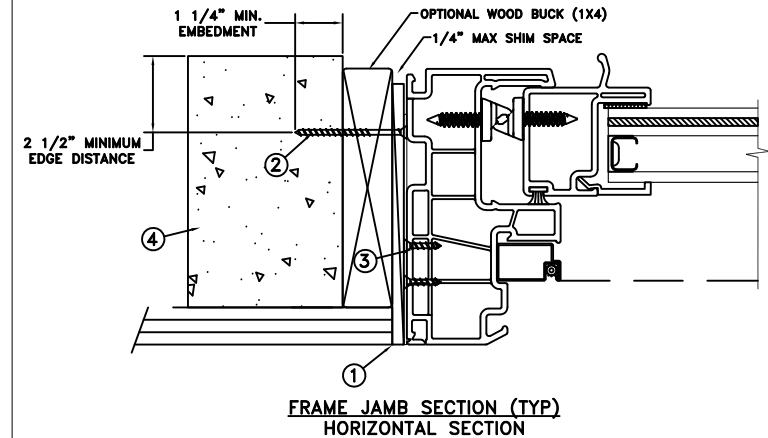 1 1/4" MIN.
EMBEDMENT
OPTIONAL WOOD BUCK (1X4)
1/4" MAX SHIM SPACE
2 1/2" MINIMUM
EDGE DISTANCE
2
4
3
1
FRAME JAMB SECTION (TYP)
HORIZONTAL SECTION